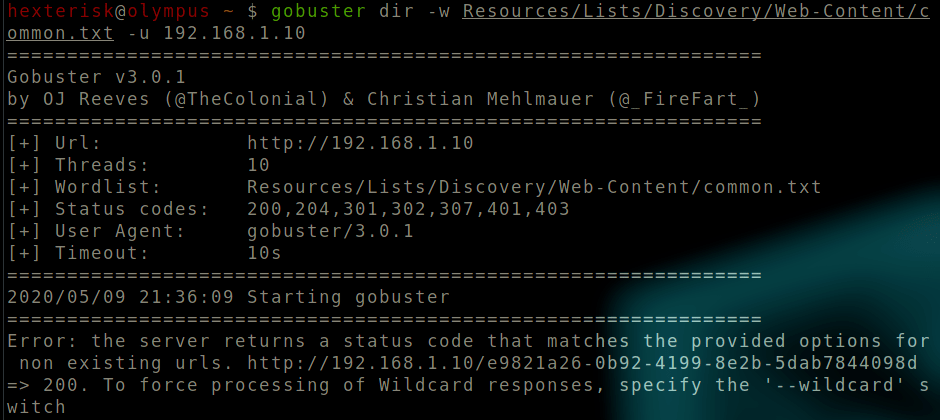 hexterisk@olympus ~ $ gobuster dir -w Resources/Lists/Discovery/Web-Content/c
ommon.txt -u 192.168.1.10
===============================================================
Gobuster v3.0.1
by OJ Reeves (@TheColonial) & Christian Mehlmauer (@_FireFart_)
===============================================================
[+] Url:            http://192.168.1.10
[+] Threads:        10
[+] Wordlist:       Resources/Lists/Discovery/Web-Content/common.txt
[+] Status codes:   200,204,301,302,307,401,403
[+] User Agent:     gobuster/3.0.1
[+] Timeout:        10s
===============================================================
2020/05/09 21:36:09 Starting gobuster
===============================================================
Error: the server returns a status code that matches the provided options for
 non existing urls. http://192.168.1.10/e9821a26-0b92-4199-8e2b-5dab7844098d
=> 200. To force processing of Wildcard responses, specify the '--wildcard' s
witch